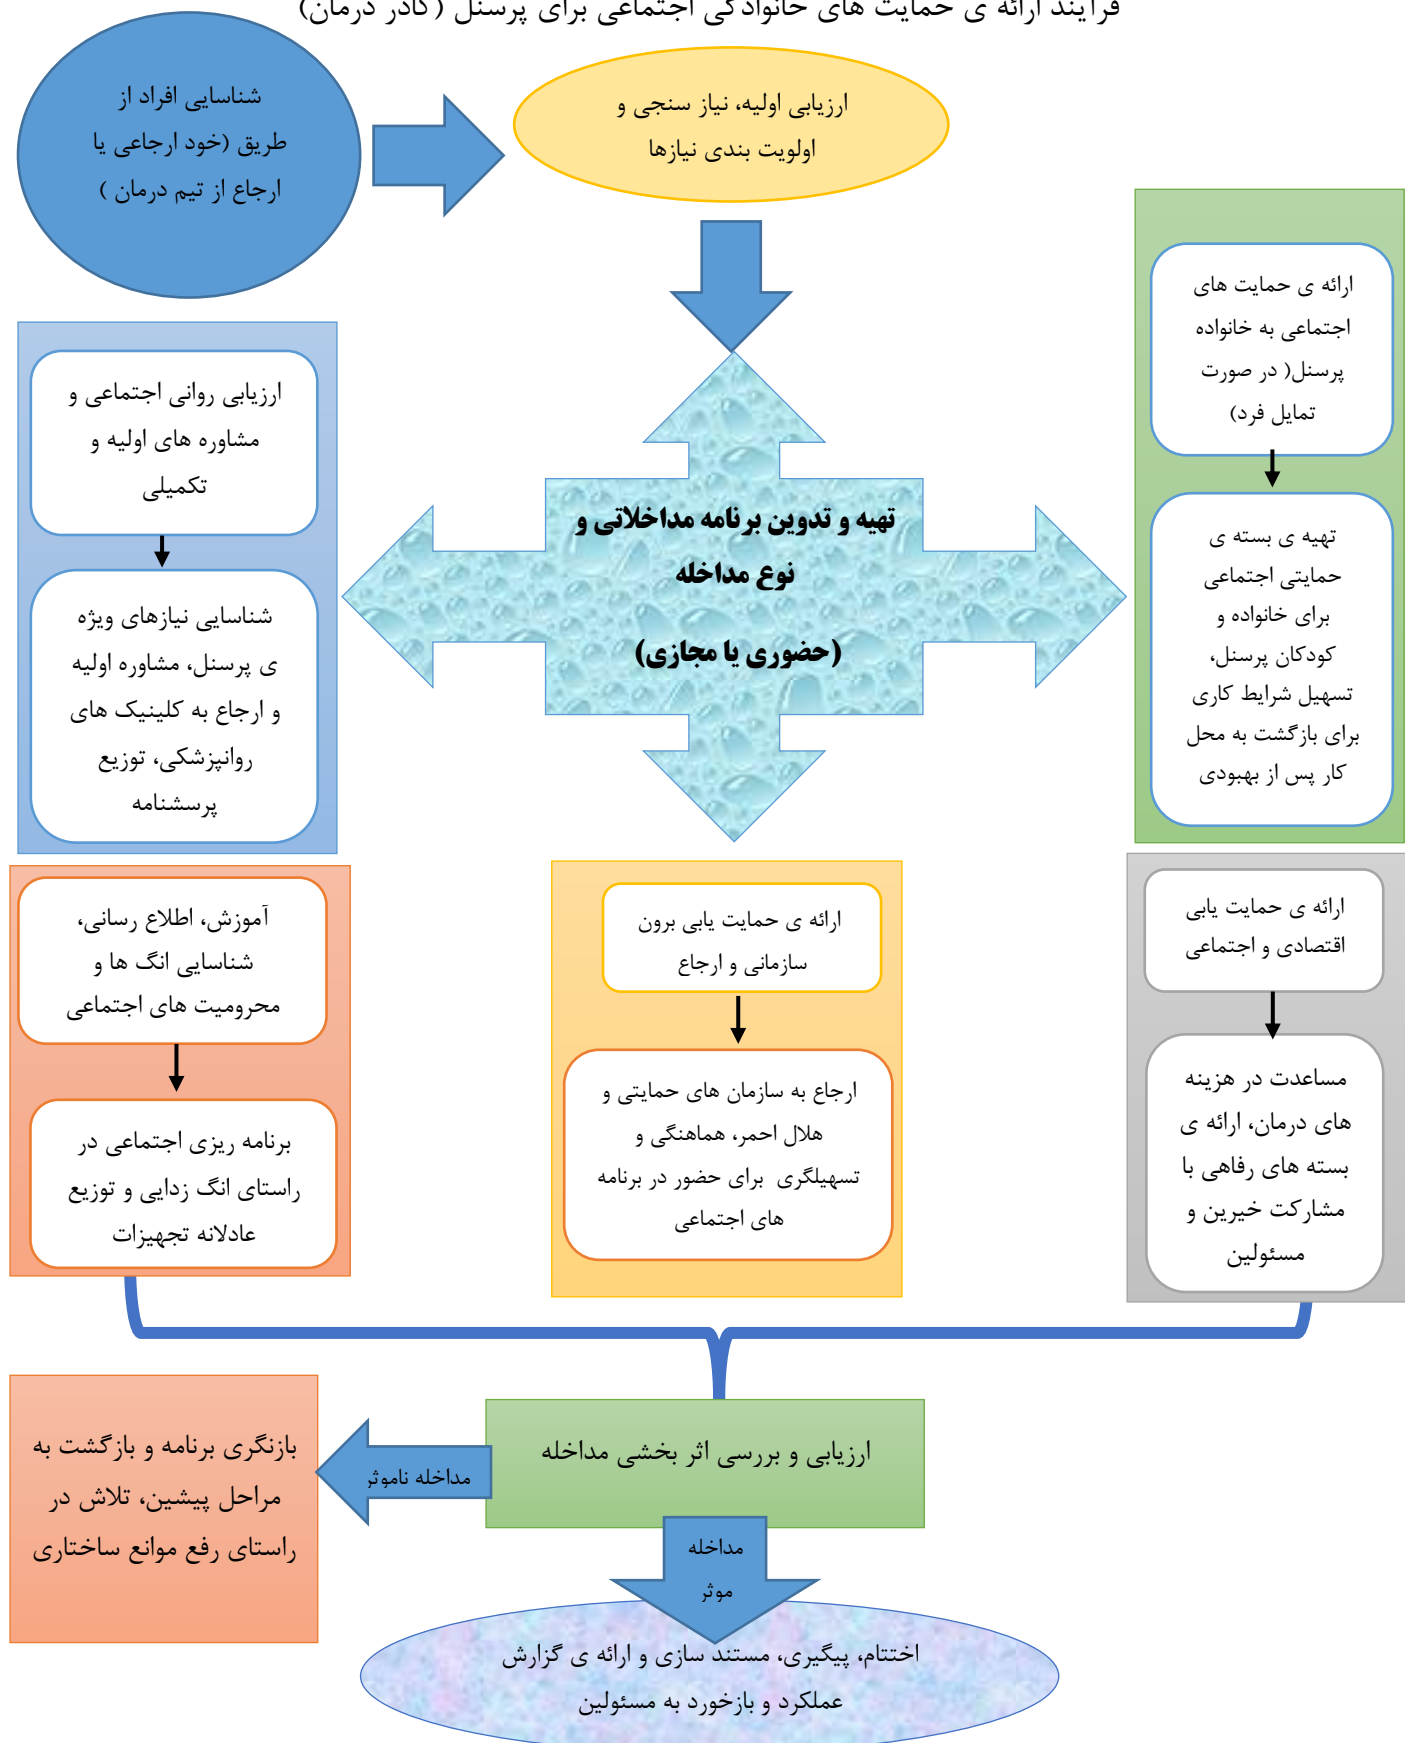 فرآیند ارائه ی حمایت های خانوادگی اجتماعی برای پرسنل (کادر درمان)
شناسایی افراد از
طریق (خود ارجاعی یا
ارجاع از تیم درمان )
ارزیابی اولیه، نیاز سنجی و
اولویت بندی نیازها
ارائه ی حمایت های
اجتماعی به خانواده
پرسنل( در صورت
تمایل فرد)
تهیه ی بسته ی
حمایتی اجتماعی
برای خانواده و
کودکان پرسنل،
تسهیل شرایط کاری
برای بازگشت به محل
کار پس از بهبودی
تهیه و تدوین برنامه مداخلاتی و
نوع مداخله
(حضوری یا مجازی)
ارزیابی روانی اجتماعی و
مشاوره های اولیه و
تکمیلی
شناسایی نیازهای ویژه
ی پرسنل، مشاوره اولیه
و ارجاع به کلینیک های
روانپزشکی، توزیع
پرسشنامه
ارائه ی حمایت یابی
اقتصادی و اجتماعی
مساعدت در هزینه
های درمان، ارائه ی
بسته های رفاهی با
مشارکت خیرین و
مسئولین
ارائه ی حمایت یابی برون
سازمانی و ارجاع
ارجاع به سازمان های حمایتی و
هلال احمر، هماهنگی و
تسهیلگری برای حضور در برنامه
های اجتماعی
آموزش، اطلاع رسانی،
شناسایی انگ ها و
محرومیت های اجتماعی
برنامه ریزی اجتماعی در
راستای انگ زدایی و توزیع
عادلانه تجهیزات
ارزیابی و بررسی اثر بخشی مداخله
مداخله ناموثر
بازنگری برنامه و بازگشت به
مراحل پیشین، تلاش در
راستای رفع موانع ساختاری
مداخله
موثر
اختتام، پیگیری، مستند سازی و ارائه ی گزارش
عملکرد و بازخورد به مسئولین